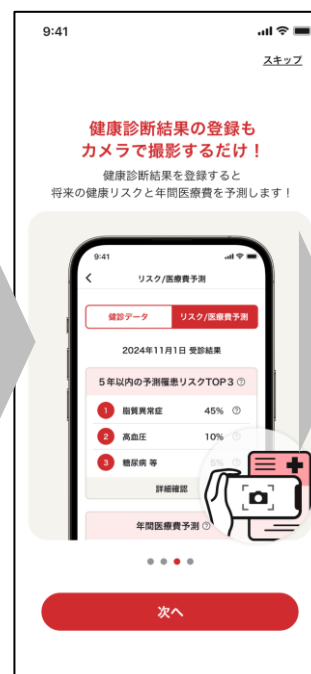 9:41
スキップ
健康診断結果の登録も
カメラで撮影するだけ！
健康診断結果を登録すると
将来の健康リスクと年間医療費を予測します！
9:41
リスク/医療費予測
健診データ
リスク/医療費予測
2024年11月1日 受診結果
5年以内の予測罹患リスクTOP3
1 脂質異常症 45%
2 高血圧 10%
3 糖尿病 等
詳細確認
年間医療費予測
次へ